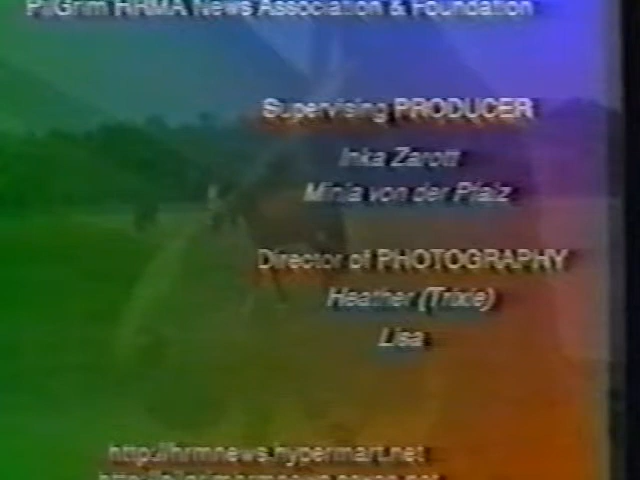 PilGrim HRMA News Association & Foundation
Supervising PRODUCER
Inka Zarott
Minja von der Pfalz
Director of PHOTOGRAPHY
Heather (Trixie)
Lisa
http://hrmnews.hypermart.net